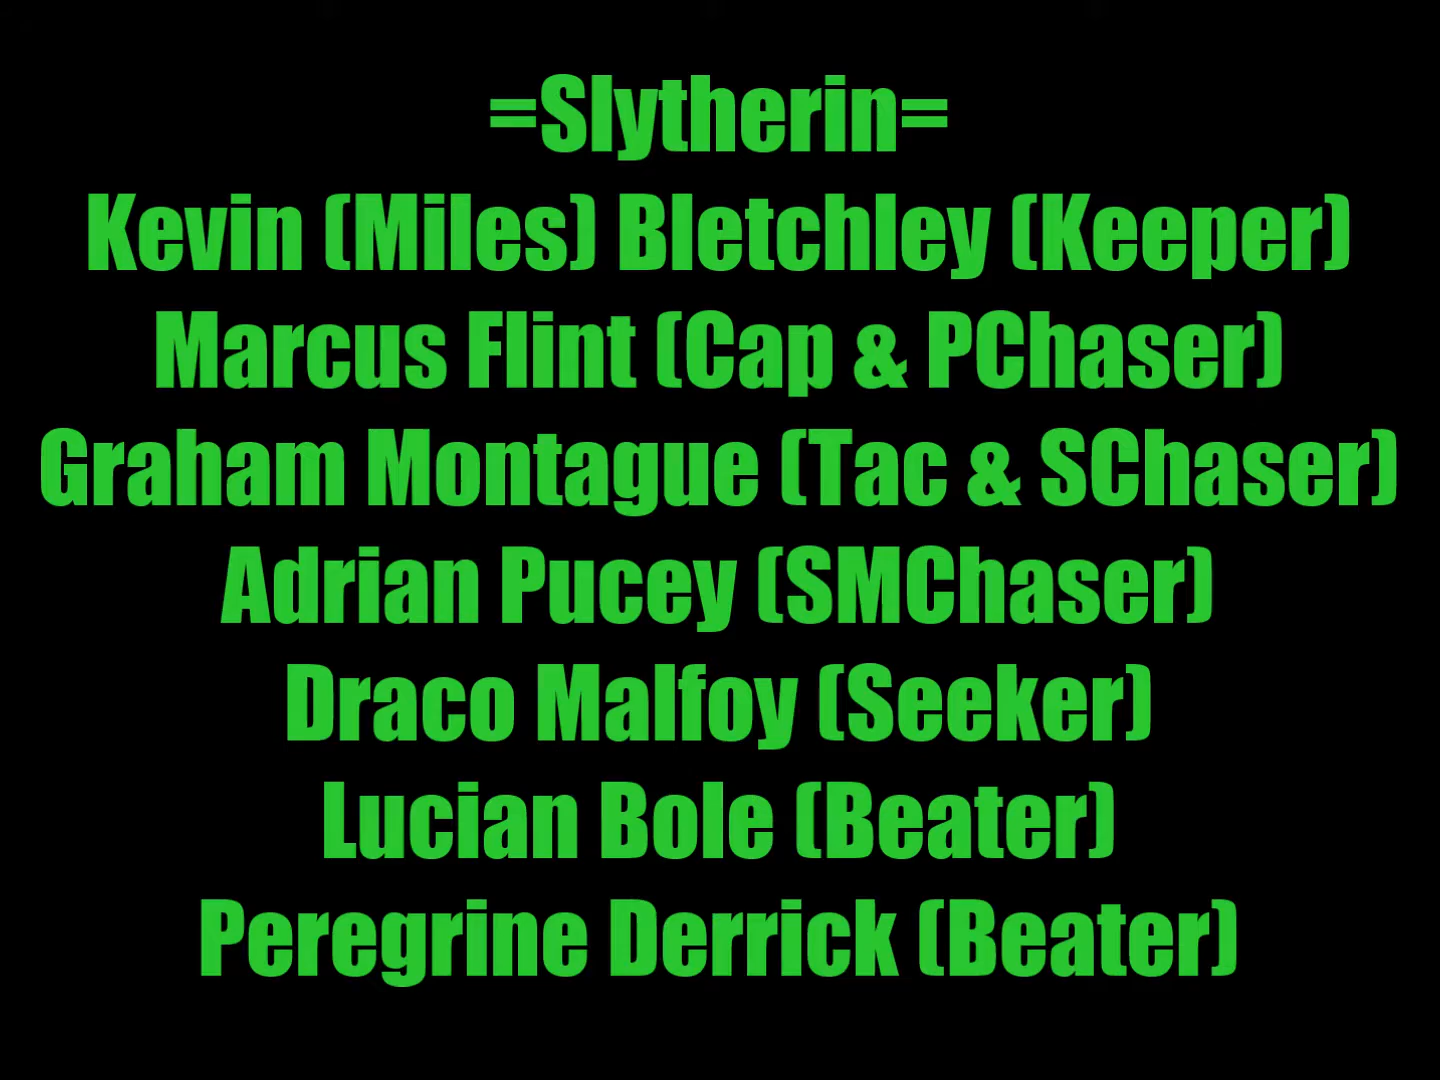 =Slytherin=
Kevin (Miles) Bletchley (Keeper)
Marcus Flint (Cap & PChaser)
Graham Montague (Tac & SChaser)
Adrian Pucey (SMChaser)
Draco Malfoy (Seeker)
Lucian Bole (Beater)
Peregrine Derrick (Beater)